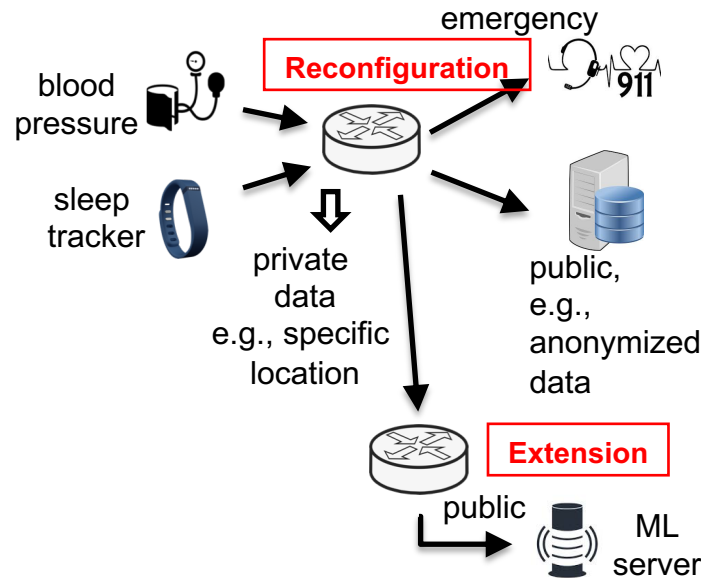 emergency
Reconfiguration
911
blood
pressure
sleep
tracker
private
data
e.g., specific
location
public,
e.g.,
anonymized
data
Extension
public
ML
server